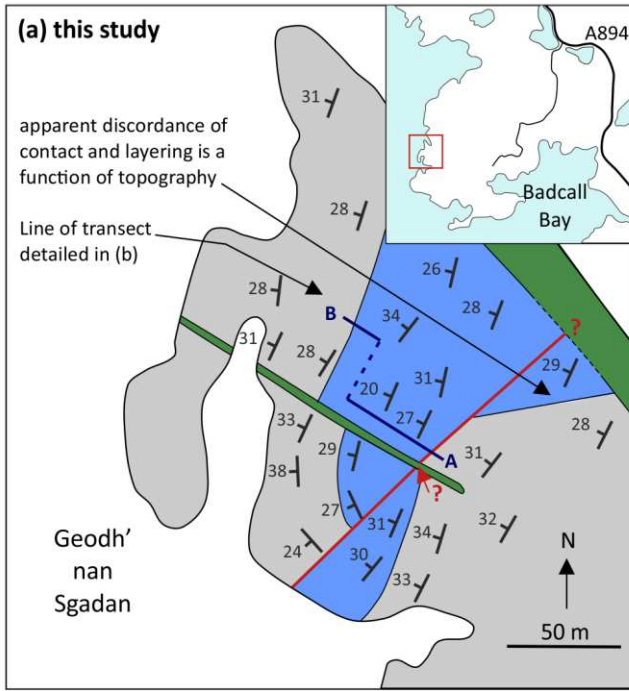 (a) this study
A894
Badcall
Bay
apparent discordance of
contact and layering is a
function of topography
Line of transect
detailed in (b)
31
28
28
31
28
26
28
34
B
?
29
20
31
27
28
33
29
A
31
38
?
27
31
34
32
24
30
33
Geodh'
nan
Sgadan
N
50 m